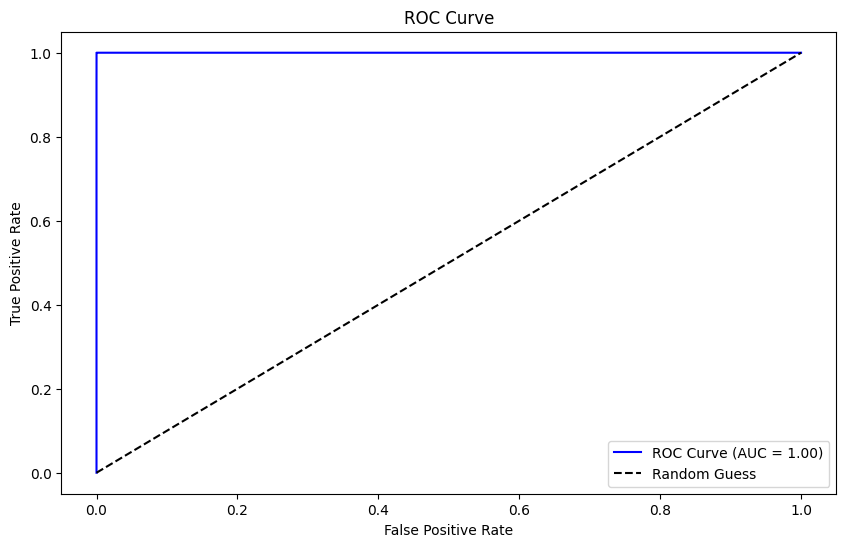 ROC Curve
True Positive Rate
1.0
0.8
0.6
0.4
0.2
0.0
ROC Curve (AUC = 1.00)
Random Guess
0.0 0.2 0.4 0.6 0.8 1.0
False Positive Rate